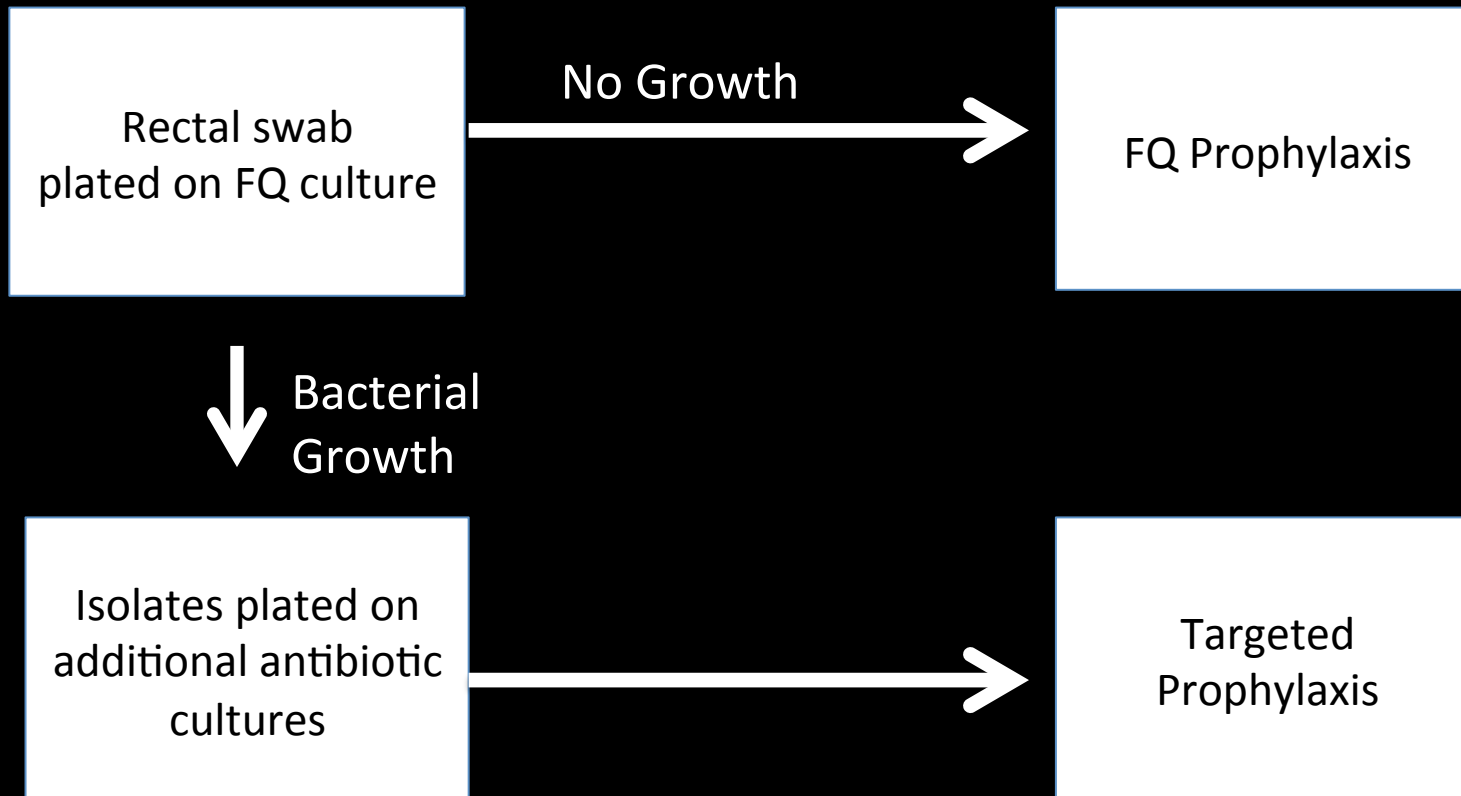 Rectal swab
plated on FQ culture
No Growth
FQ Prophylaxis
Bacterial
Growth
Isolates plated on
additional antibiotic
cultures
Targeted
Prophylaxis